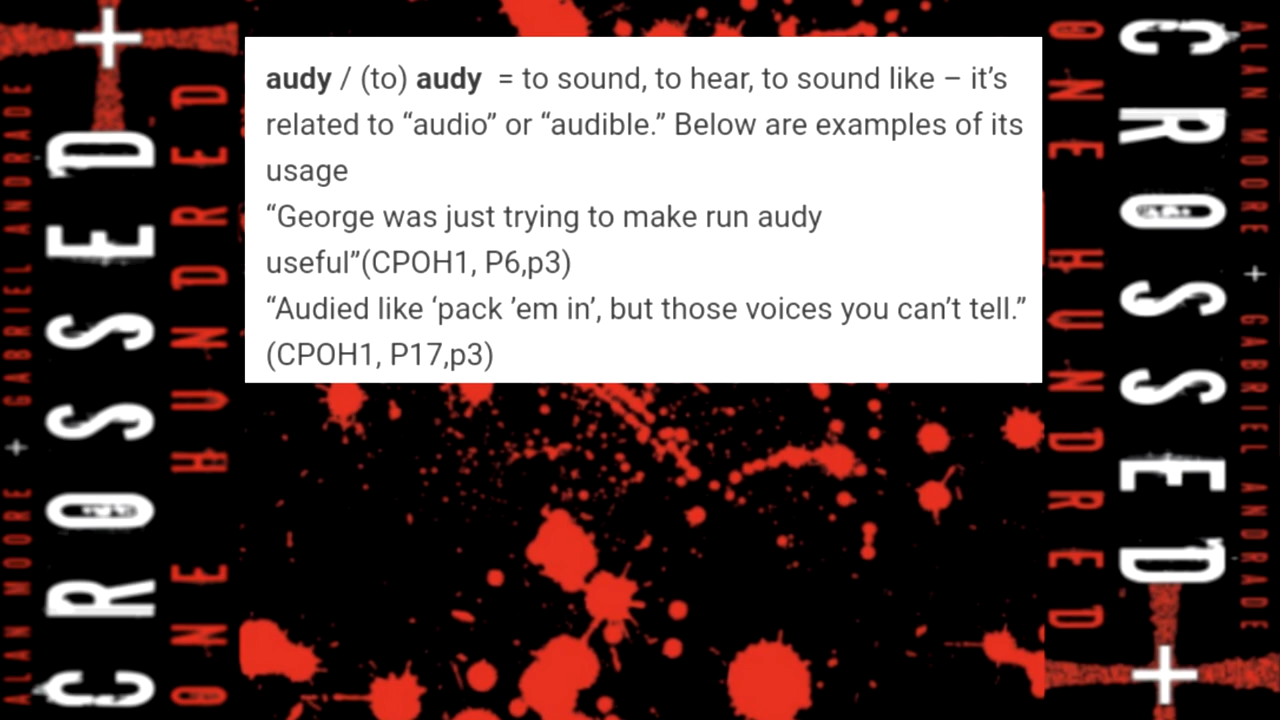 ALAN MOORE + GABRIEL ANDRADE
CROSSED
ONE HUNDRED
audy / (to) audy = to sound, to hear, to sound like – it’s
related to “audio” or “audible.” Below are examples of its
usage
“George was just trying to make run audy
useful”(CPOH1, P6,p3)
“Audied like ‘pack ’em in’, but those voices you can’t tell.”
(CPOH1, P17,p3)
ONE HUNDRED
CROSSED
ALAN MOORE + GABRIEL ANDRADE